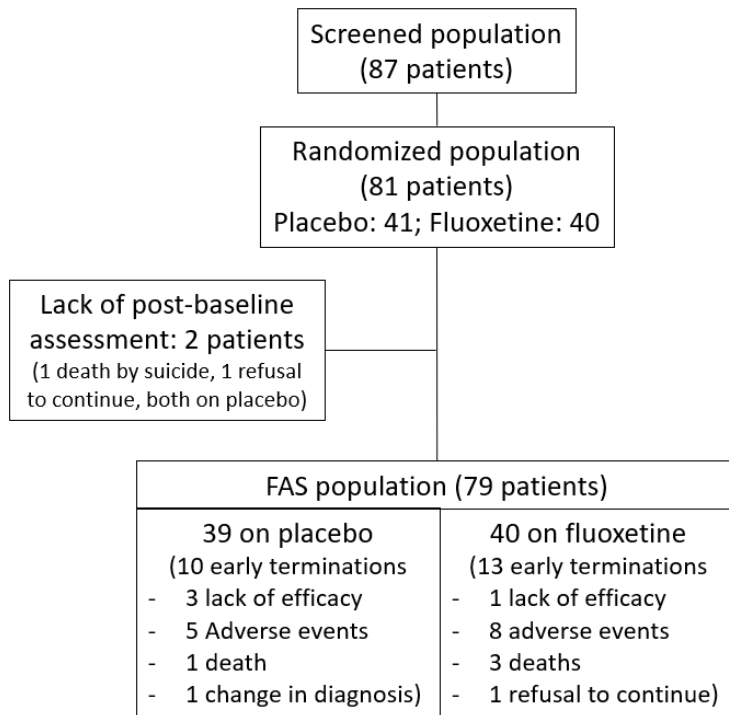 Screened population
(87 patients)
Randomized population
(81 patients)
Placebo: 41; Fluoxetine: 40
Lack of post-baseline
assessment: 2 patients
(1 death by suicide, 1 refusal
to continue, both on placebo)
FAS population (79 patients)
39 on placebo
(10 early terminations
- 3 lack of efficacy
- 5 Adverse events
- 1 death
- 1 change in diagnosis)
40 on fluoxetine
(13 early terminations
- 1 lack of efficacy
- 8 adverse events
- 3 deaths
- 1 refusal to continue)